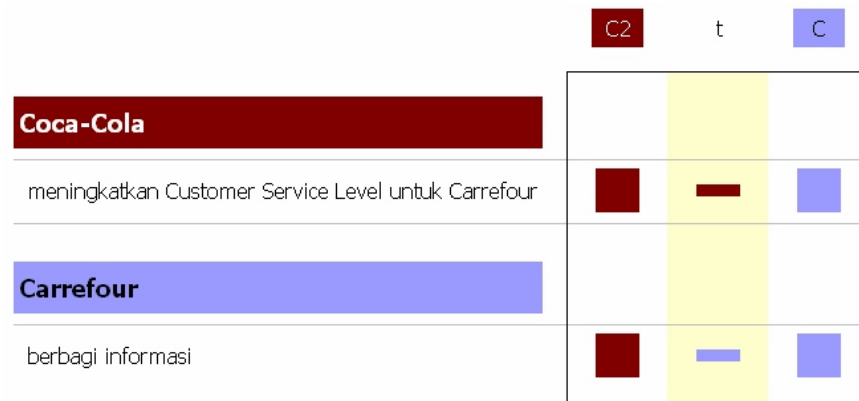 C2 t C
Coca-Cola
meningkatkan Customer Service Level untuk Carrefour
Carrefour
berbagi informasi